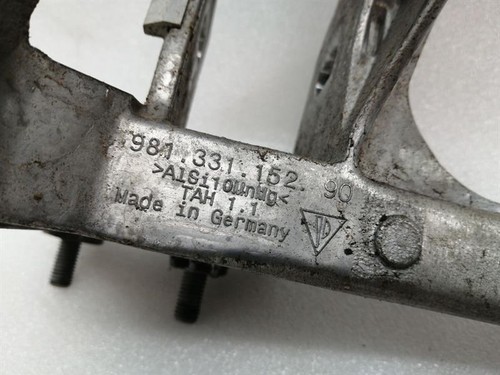 981.331.152.90
>AlSi10MnMg<
TAH 1.1
Made in Germany